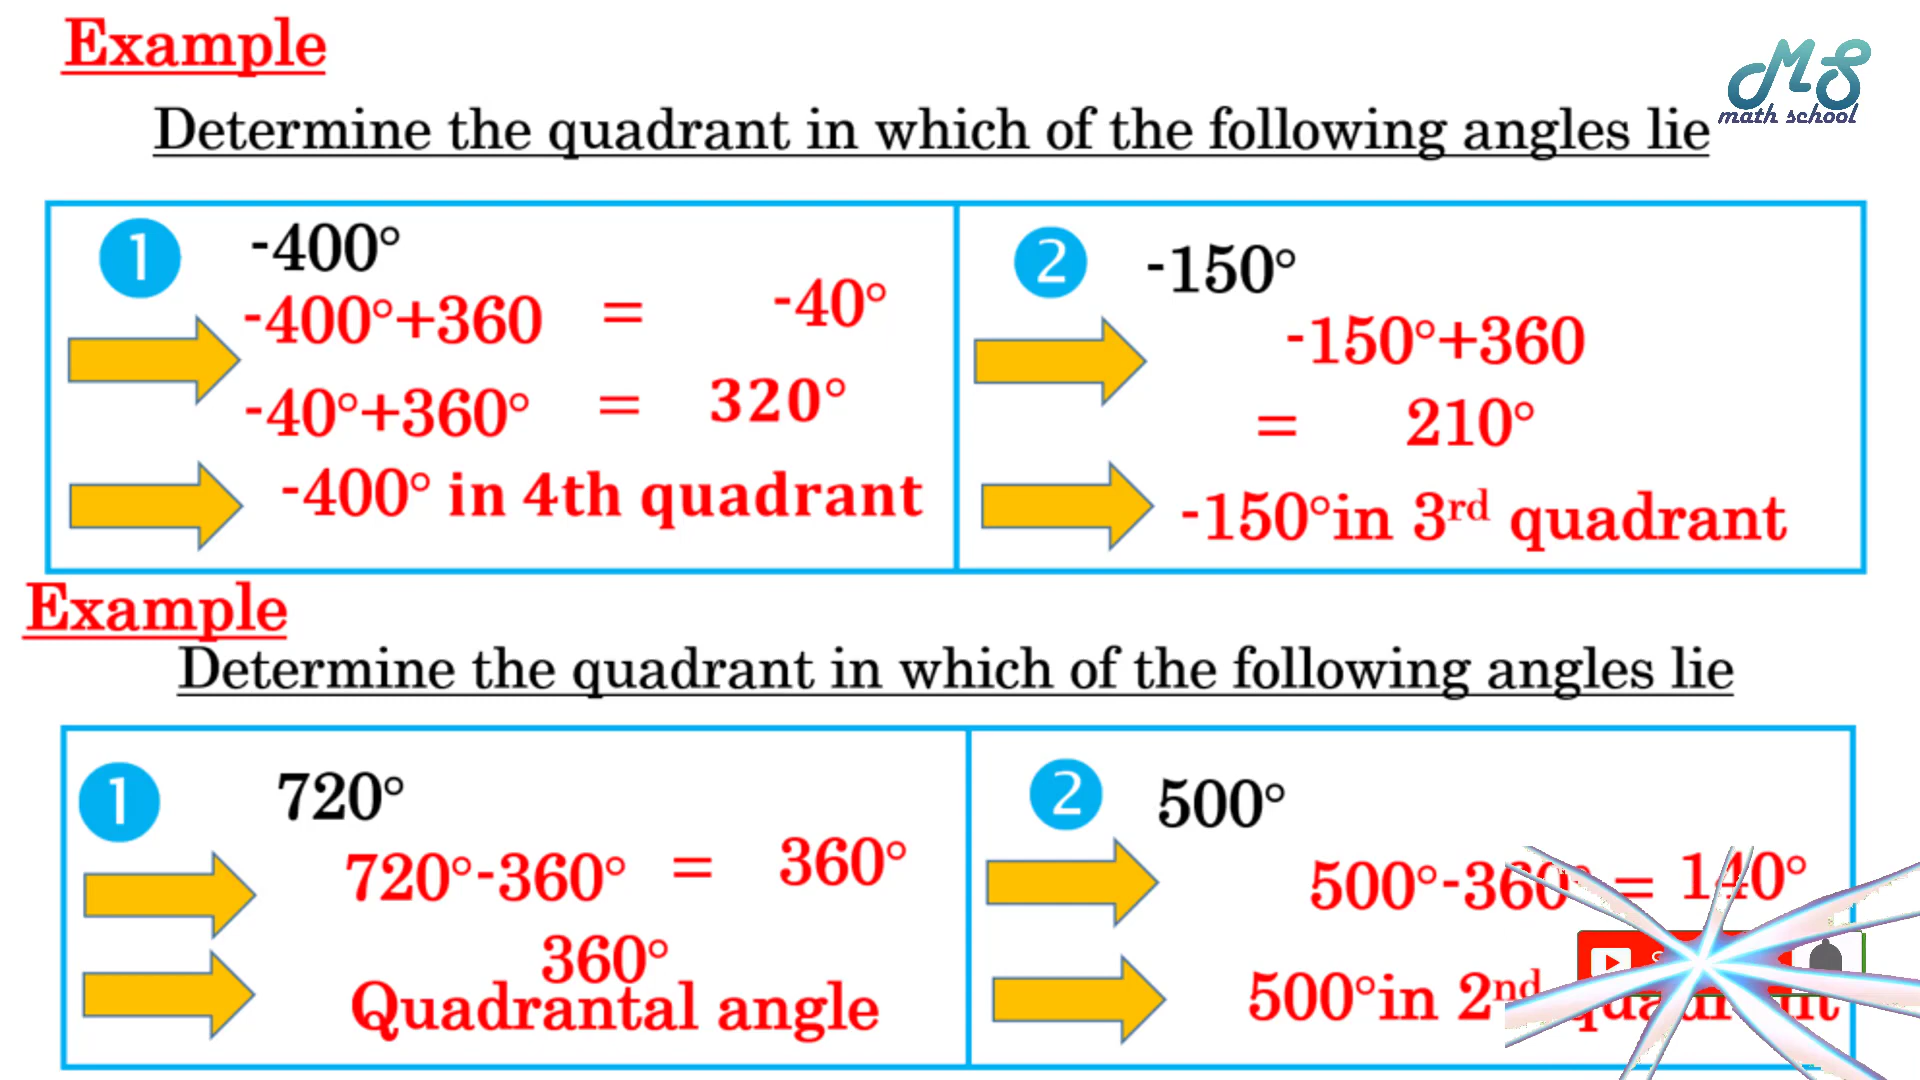 Example
MS
math school
Determine the quadrant in which of the following angles lie
1 -400°
-400°+360 = -40°
-40°+360° = 320°
-400° in 4th quadrant
2 -150°
-150°+360
= 210°
-150°in 3rd quadrant
Example
Determine the quadrant in which of the following angles lie
1 720°
720°-360° = 360°
360°
Quadrantal angle
2 500°
500°-360° = 140°
500°in 2nd quadrant